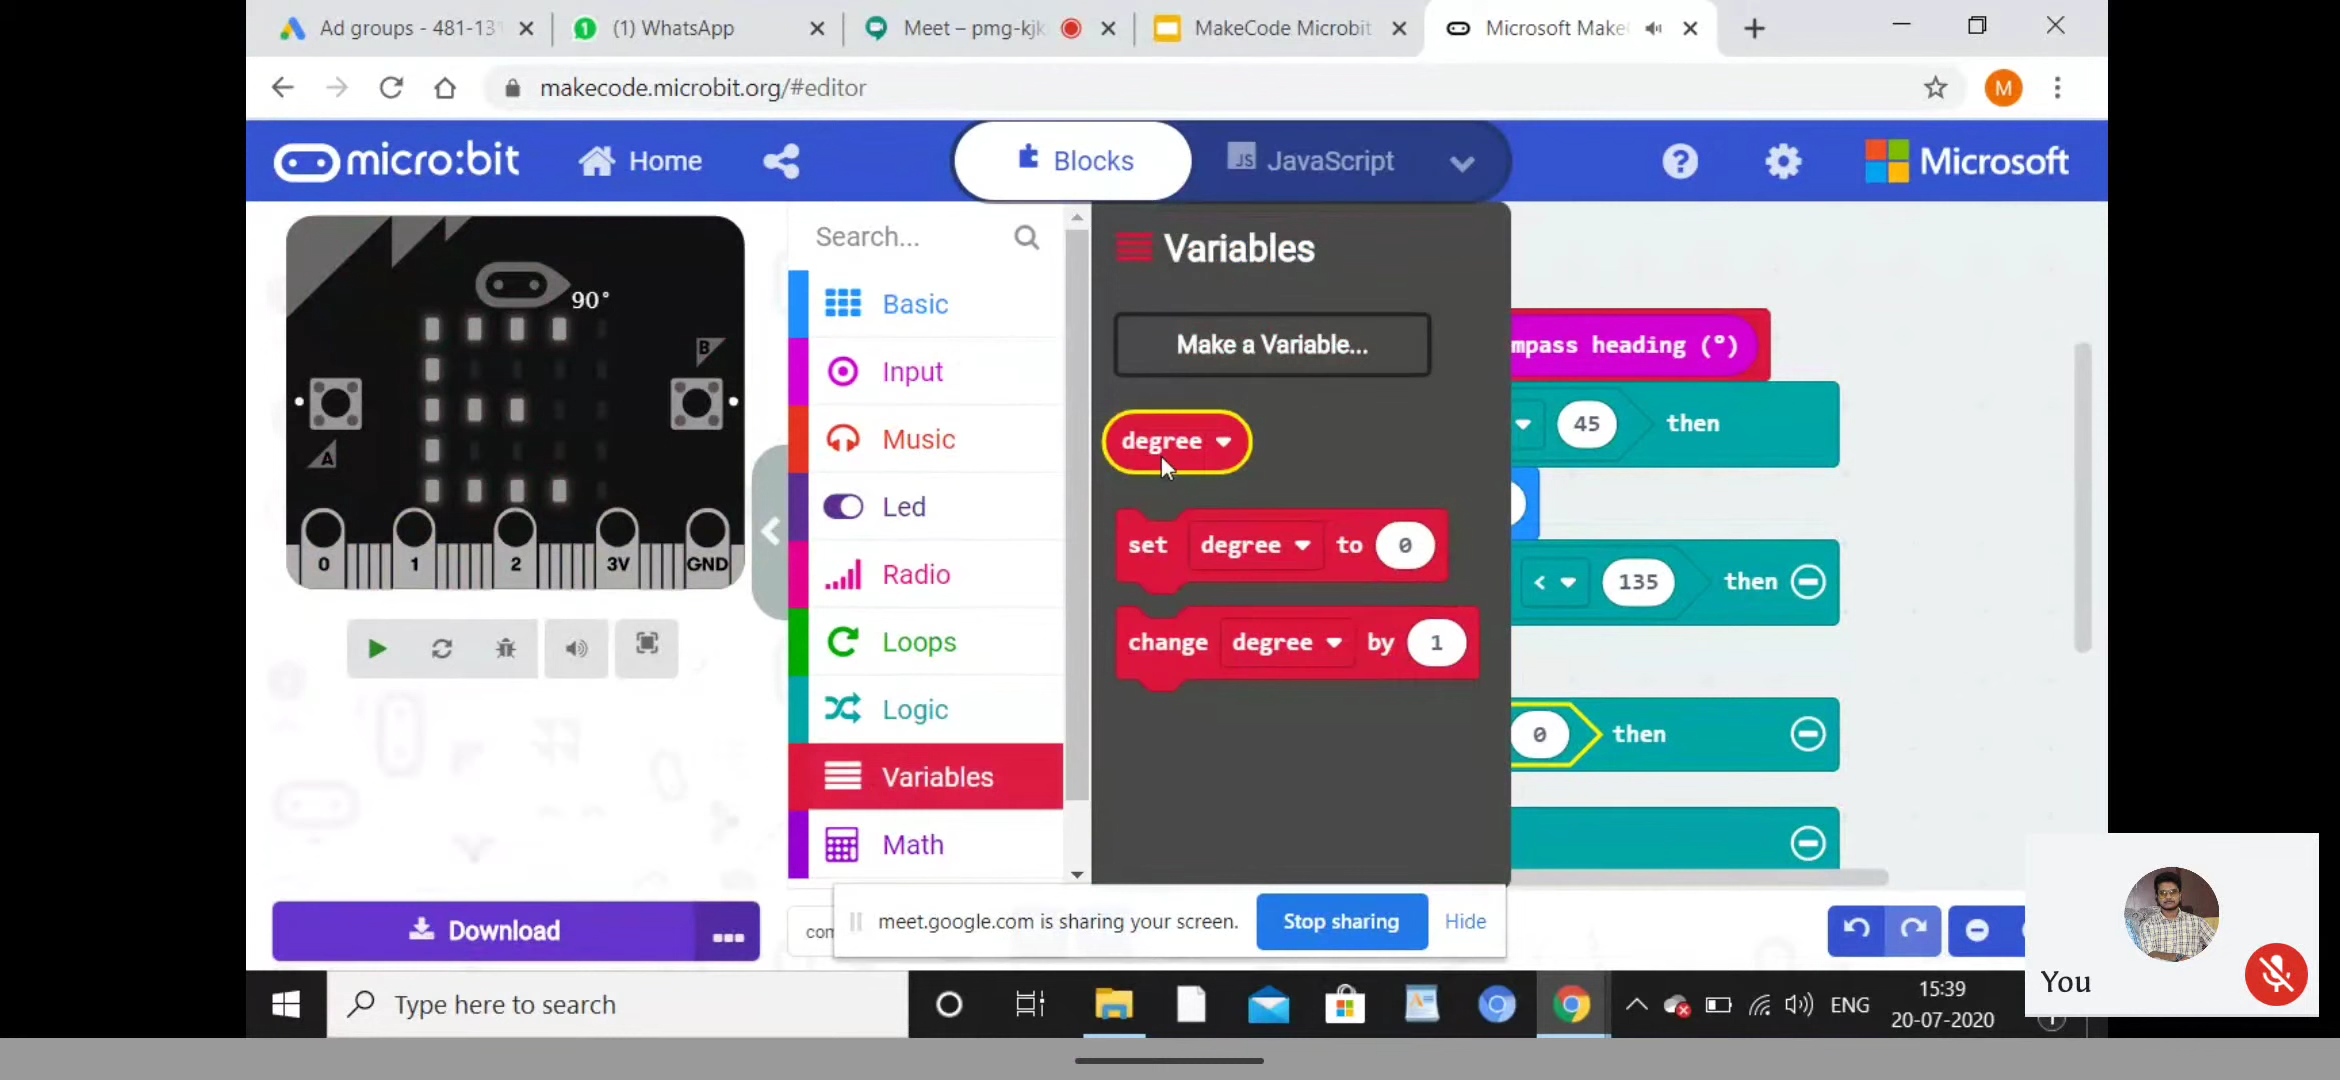 Ad groups - 481-131
(1) WhatsApp
Meet – pmg-kjk
MakeCode Microbit
Microsoft Make
makecode.microbit.org/#editor
M
micro:bit
Home
Blocks
JS JavaScript
Microsoft
90°
B
A
0 1 2 3V GND
Download
Search...
Basic
Input
Music
Led
Radio
Loops
Logic
Variables
Math
Variables
Make a Variable...
degree
set degree to 0
change degree by 1
mpass heading (°)
45 then
< 135 then
0 then
com
meet.google.com is sharing your screen.
Stop sharing
Hide
You
Type here to search
ENG
15:39
20-07-2020